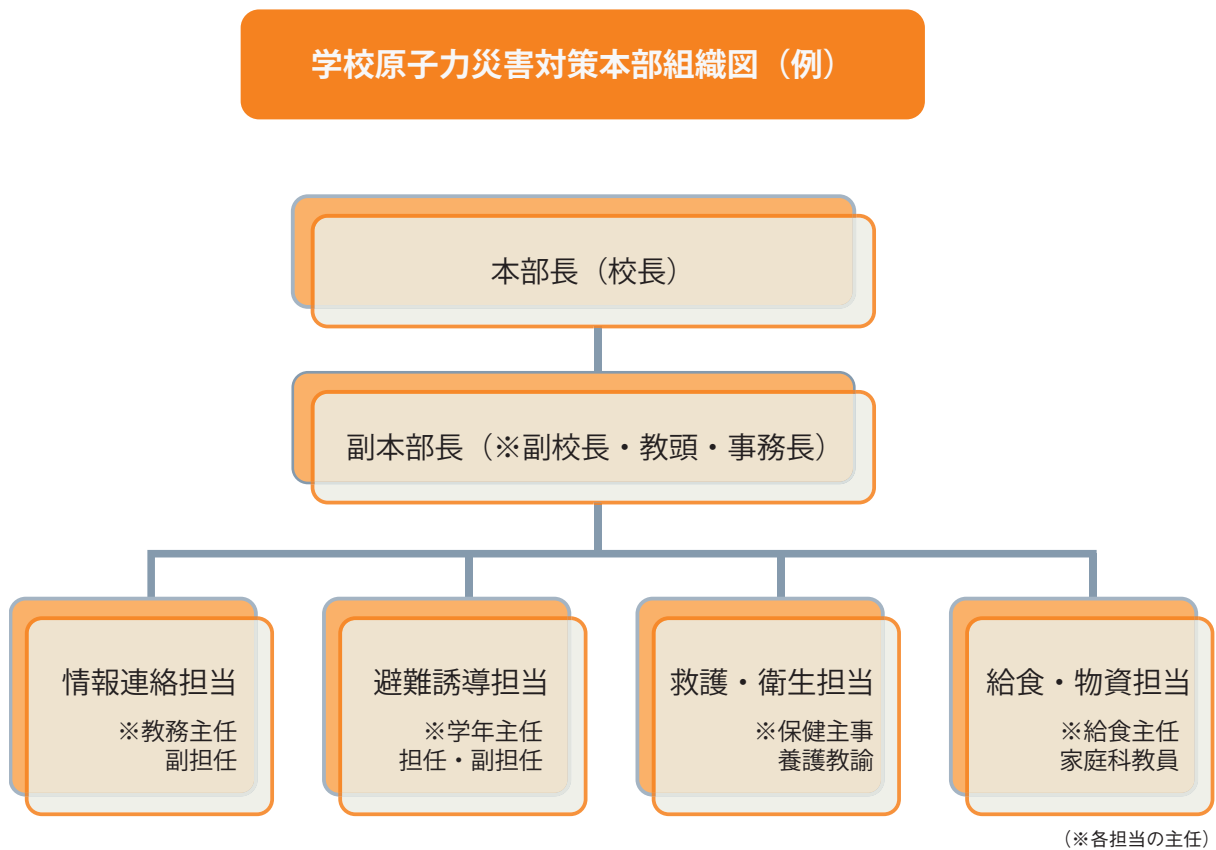 学校原子力災害対策本部組織図（例）
本部長（校長）
副本部長（※副校長・教頭・事務長）
情報連絡担当
※教務主任
副担任
避難誘導担当
※学年主任
担任・副担任
救護・衛生担当
※保健主事
養護教諭
給食・物資担当
※給食主任
家庭科教員
（※各担当の主任）